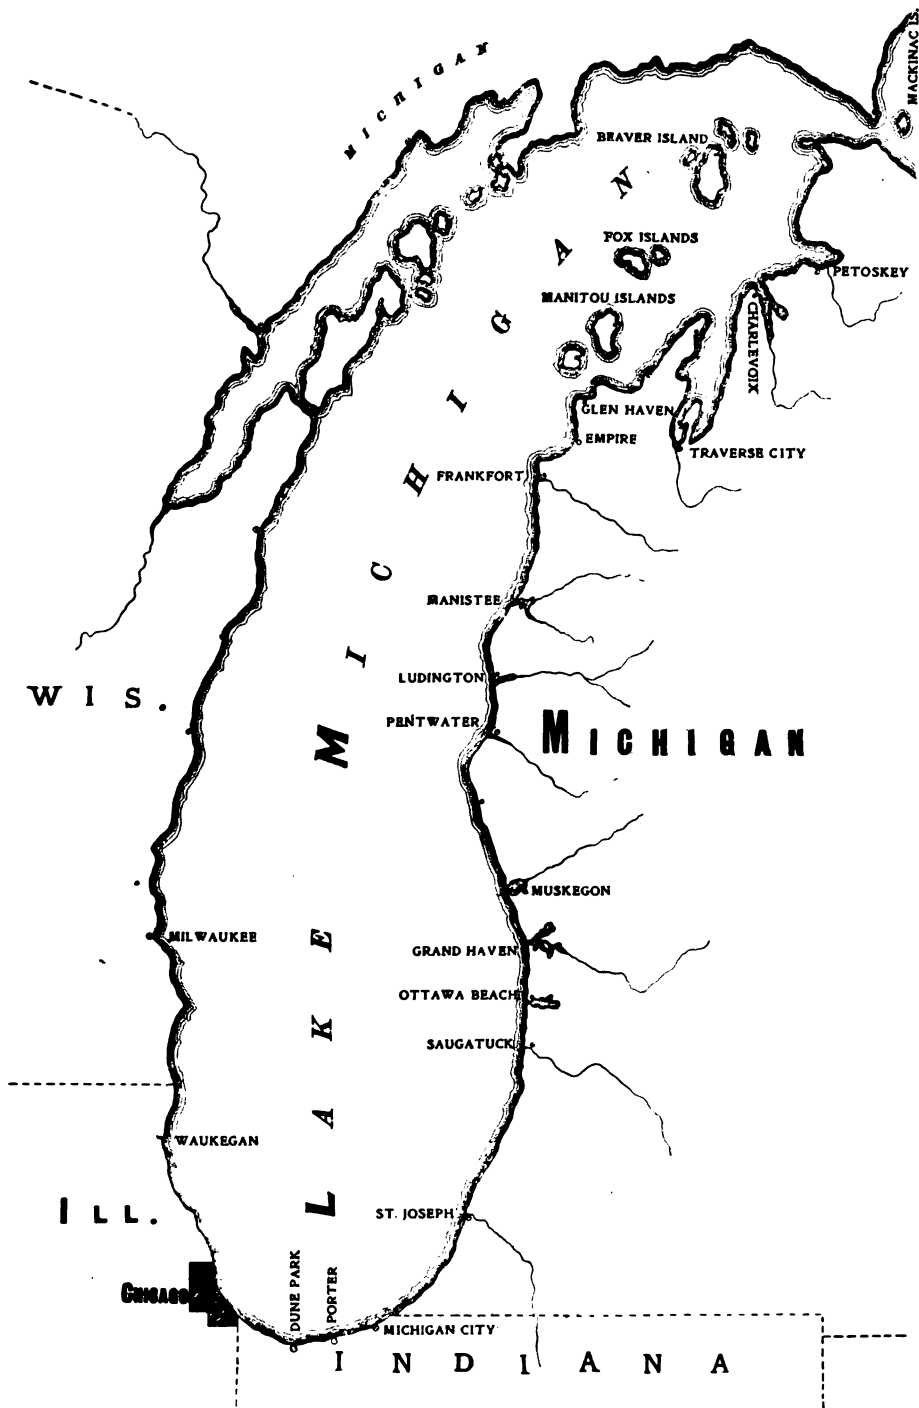 MICHIGAN
MACKINAC IS.
BEAVER ISLAND
FOX ISLANDS
PETOSKEY
MANITOU ISLANDS
CHARLEVOIX
GLEN HAVEN
EMPIRE
TRAVERSE CITY
FRANKFORT
MANISTEE
LUDINGTON
WIS.
PENTWATER
MICHIGAN
LAKE MICHIGAN
MUSKEGON
MILWAUKEE
GRAND HAVEN
OTTAWA BEACH
SAUGATUCK
WAUKEGAN
ILL.
ST. JOSEPH
CHICAGO
DUNE PARK
PORTER
MICHIGAN CITY
INDIANA